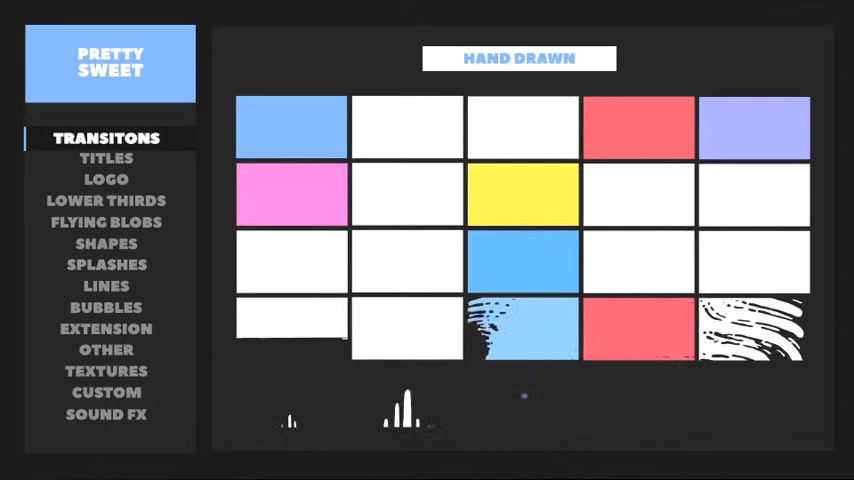 PRETTY
SWEET
HAND DRAWN
TRANSITONS
TITLES
LOGO
LOWER THIRDS
FLYING BLOBS
SHAPES
SPLASHES
LINES
BUBBLES
EXTENSION
OTHER
TEXTURES
CUSTOM
SOUND FX